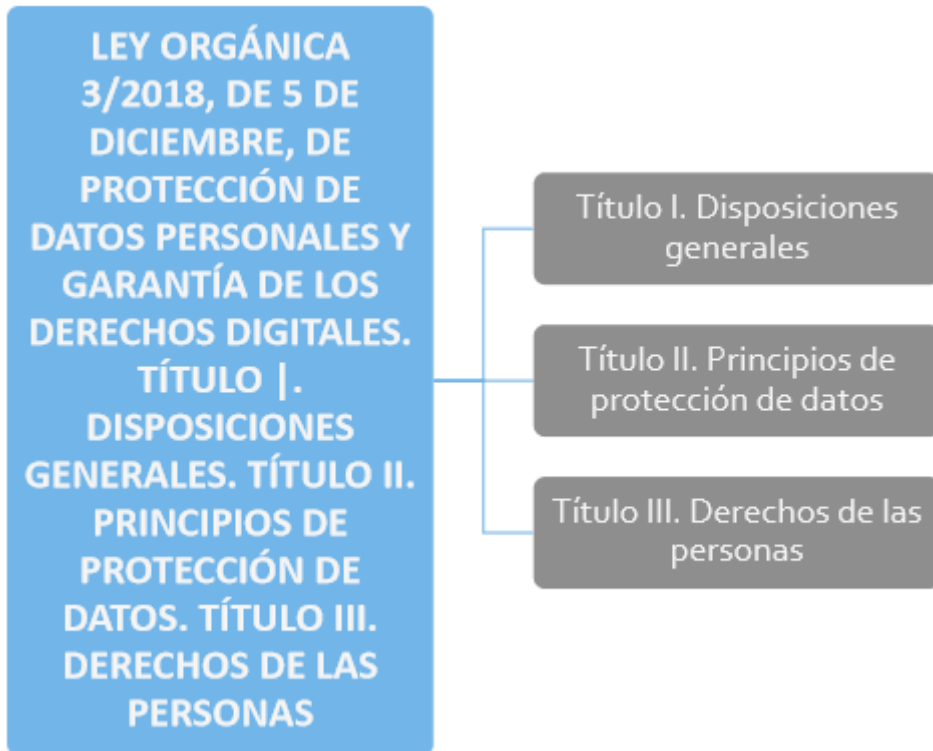 LEY ORGÁNICA
3/2018, DE 5 DE
DICIEMBRE, DE
PROTECCIÓN DE
DATOS PERSONALES Y
GARANTÍA DE LOS
DERECHOS DIGITALES.
TÍTULO |.
DISPOSICIONES
GENERALES. TÍTULO II.
PRINCIPIOS DE
PROTECCIÓN DE
DATOS. TÍTULO III.
DERECHOS DE LAS
PERSONAS
Título I. Disposiciones
generales
Título II. Principios de
protección de datos
Título III. Derechos de las
personas